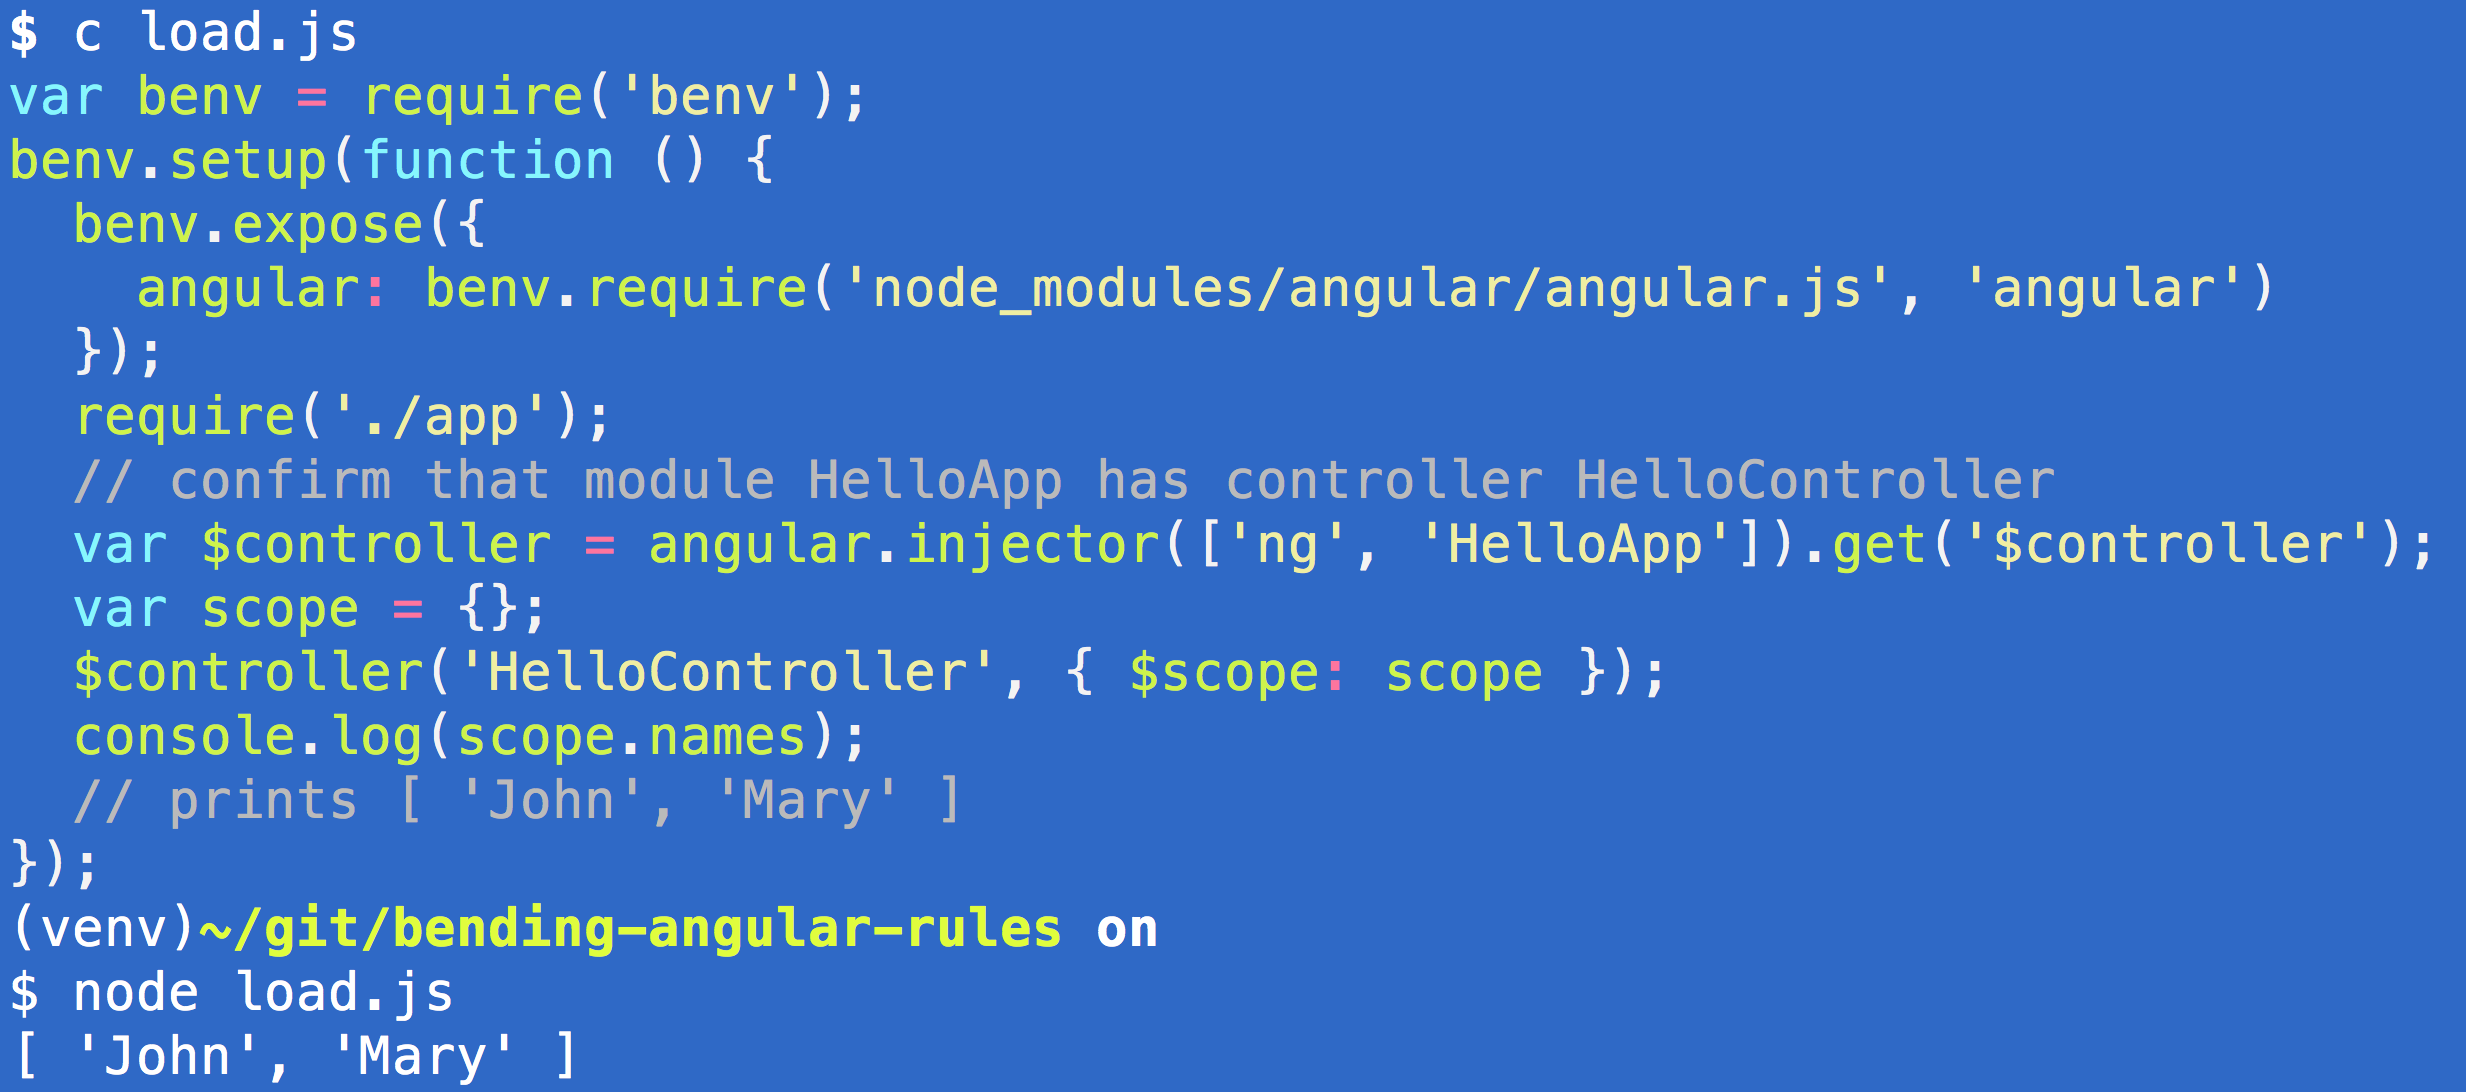 $ c load.js
var benv = require('benv');
benv.setup(function () {
  benv.expose({
    angular: benv.require('node_modules/angular/angular.js', 'angular')
  });
  require('./app');
  // confirm that module HelloApp has controller HelloController
  var $controller = angular.injector(['ng', 'HelloApp']).get('$controller');
  var scope = {};
  $controller('HelloController', { $scope: scope });
  console.log(scope.names);
  // prints [ 'John', 'Mary' ]
});
(venv)~/git/bending-angular-rules on
$ node load.js
[ 'John', 'Mary' ]